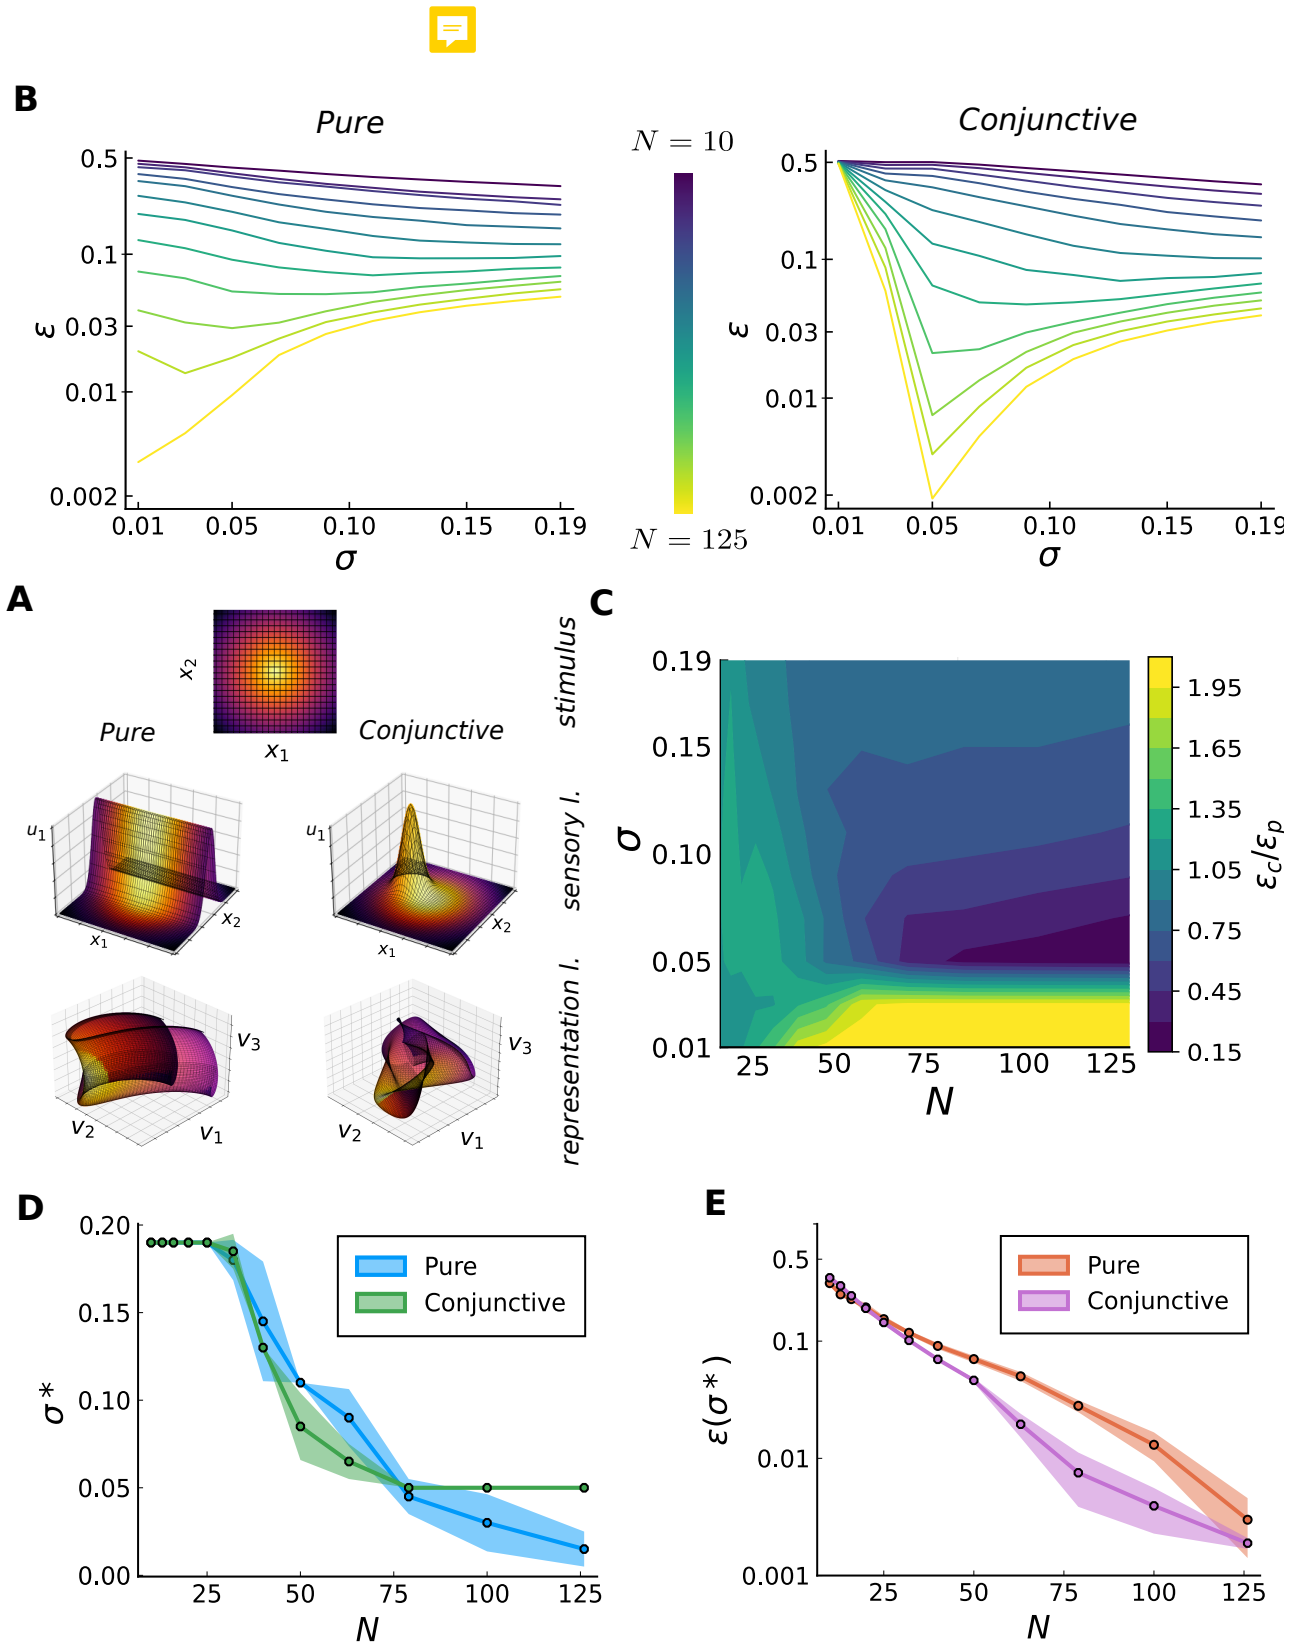 B
Pure
N = 10
Conjunctive
0.5
0.1
0.03
0.01
0.002
ε
0.01 0.05 0.10 0.15 0.19
σ
N = 125
0.5
0.1
0.03
0.01
0.002
ε
0.01 0.05 0.10 0.15 0.19
σ
A
x2
x1
stimulus
Pure
Conjunctive
u1
x1
x2
u1
x1
x2
sensory l.
v2
v1
v3
v2
v1
v3
representation l.
C
0.19
0.15
0.10
0.05
0.01
σ
25 50 75 100 125
N
1.95
1.65
1.35
1.05
0.75
0.45
0.15
εc/εp
D
0.20
0.15
0.10
0.05
0.00
σ*
Pure
Conjunctive
25 50 75 100 125
N
E
0.5
0.1
0.01
0.001
ε(σ*)
Pure
Conjunctive
25 50 75 100 125
N